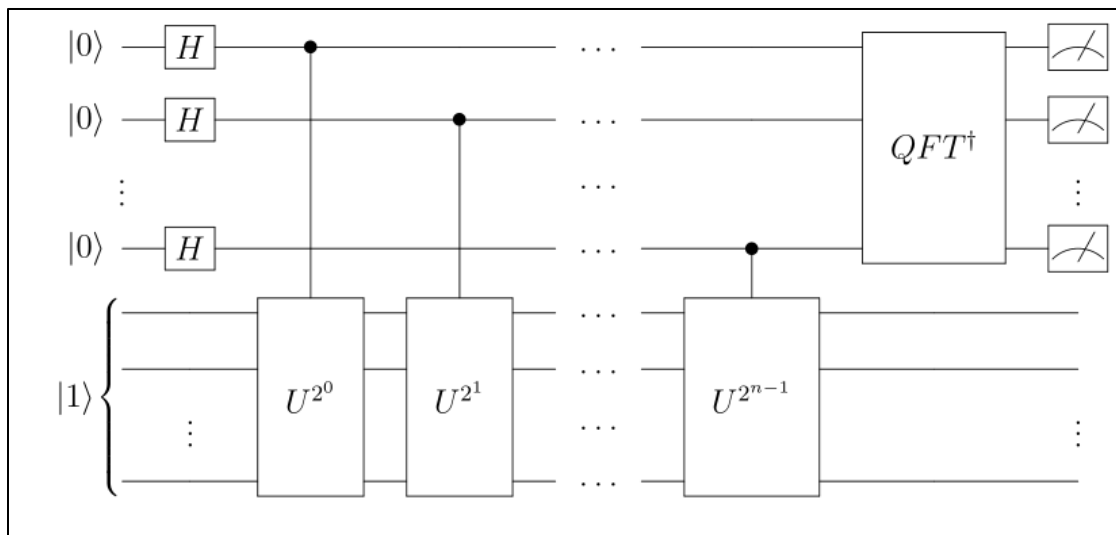 |0⟩ H ··· QFT†
|0⟩ H ···
⋮ ··· ⋮
|0⟩ H ···
|1⟩ U^{2^0} U^{2^1} ··· U^{2^{n-1}}
⋮ ··· ⋮